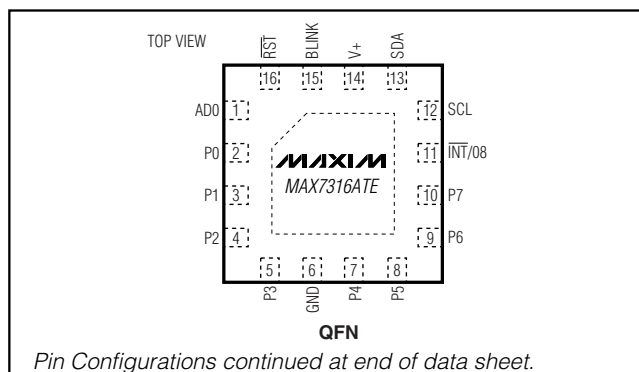 TOP VIEW
RST BLINK V+ SDA
16 15 14 13
AD0 1 12 SCL
P0 2 11 INT/08
MAXIM
MAX7316ATE
P1 3 10 P7
P2 4 9 P6
5 6 7 8
P3 GND P4 P5
QFN
Pin Configurations continued at end of data sheet.